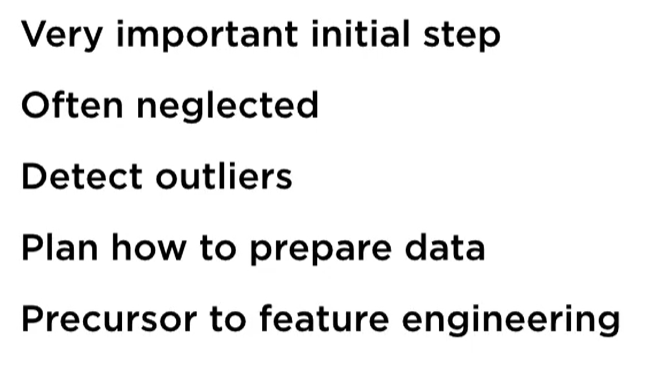 Very important initial step
Often neglected
Detect outliers
Plan how to prepare data
Precursor to feature engineering